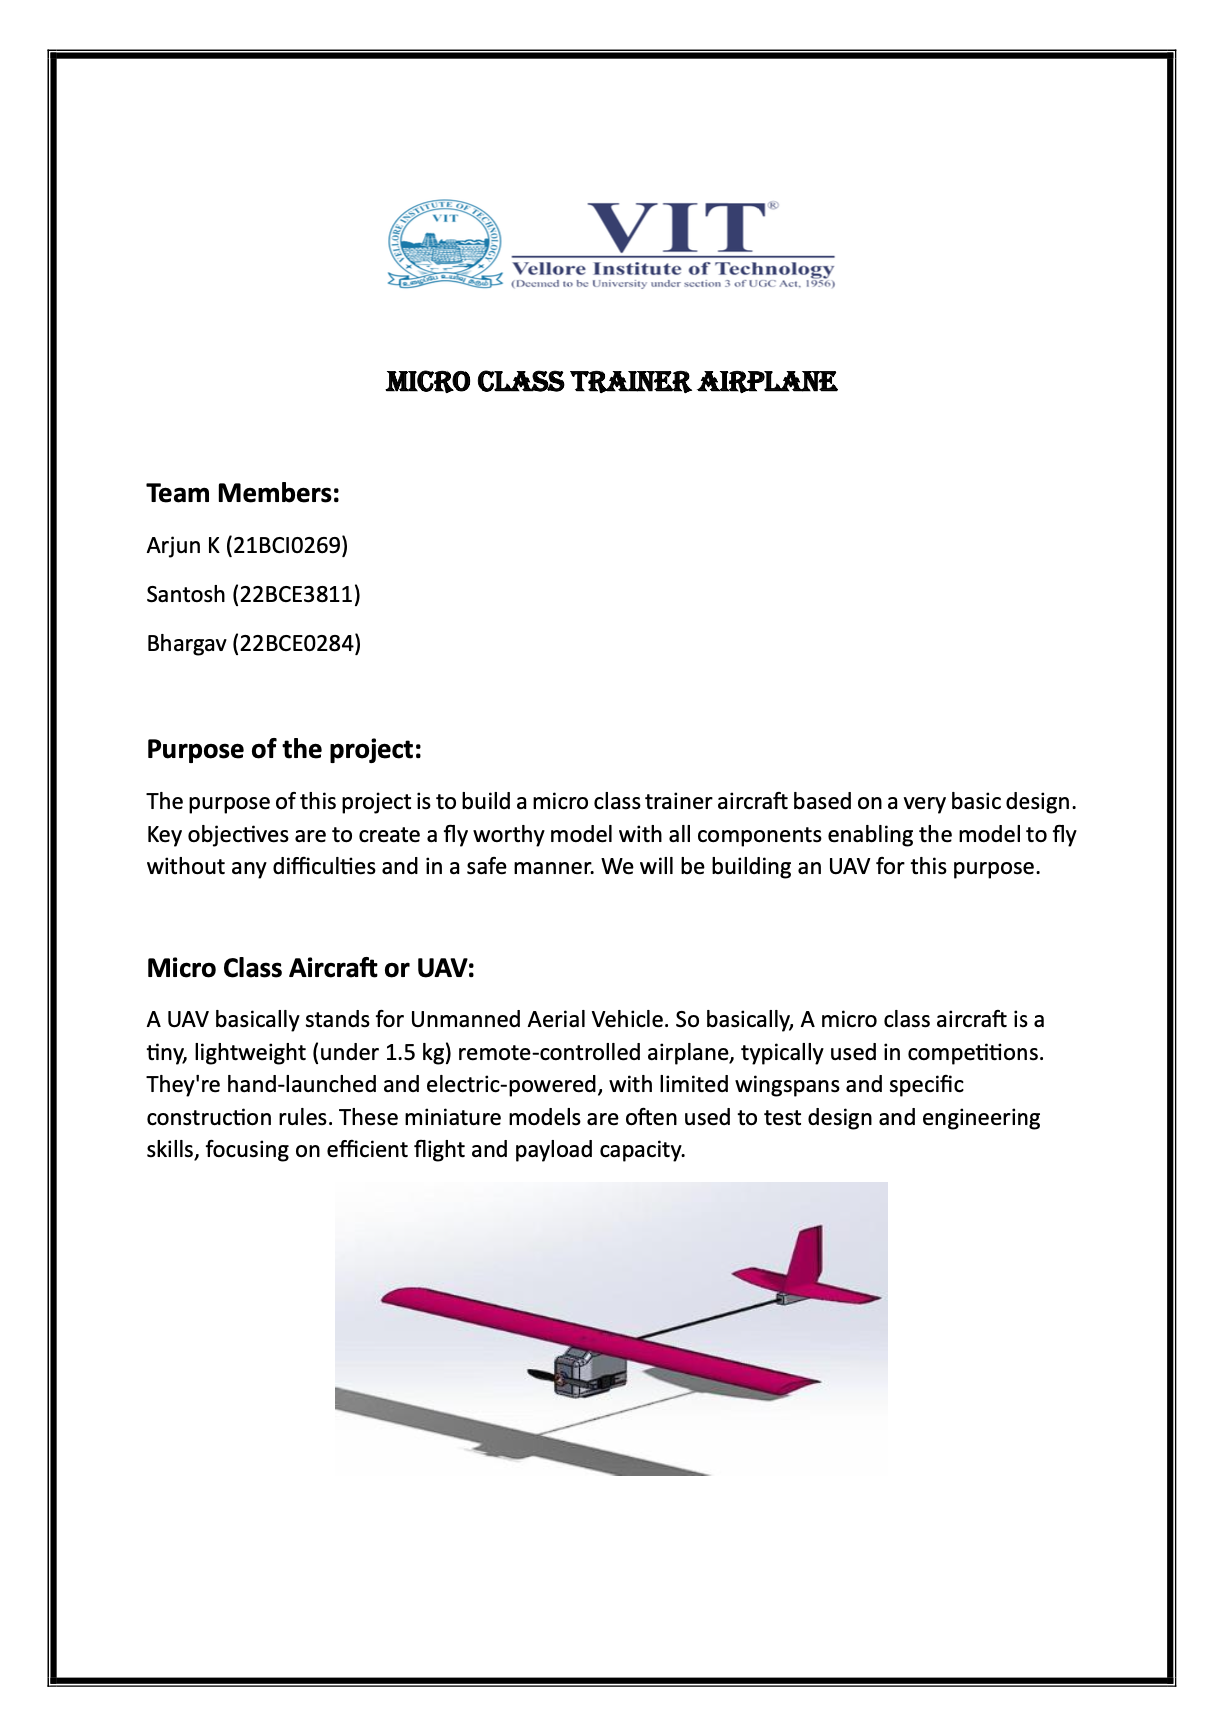 VELLORE INSTITUTE OF TECHNOLOGY
VIT
VIT®
Vellore Institute of Technology
(Deemed to be University under section 3 of UGC Act, 1956)
MICRO CLASS TRAINER AIRPLANE
Team Members:
Arjun K (21BCI0269)
Santosh (22BCE3811)
Bhargav (22BCE0284)
Purpose of the project:
The purpose of this project is to build a micro class trainer aircraft based on a very basic design.
Key objectives are to create a fly worthy model with all components enabling the model to fly
without any difficulties and in a safe manner. We will be building an UAV for this purpose.
Micro Class Aircraft or UAV:
A UAV basically stands for Unmanned Aerial Vehicle. So basically, A micro class aircraft is a
tiny, lightweight (under 1.5 kg) remote-controlled airplane, typically used in competitions.
They're hand-launched and electric-powered, with limited wingspans and specific
construction rules. These miniature models are often used to test design and engineering
skills, focusing on efficient flight and payload capacity.